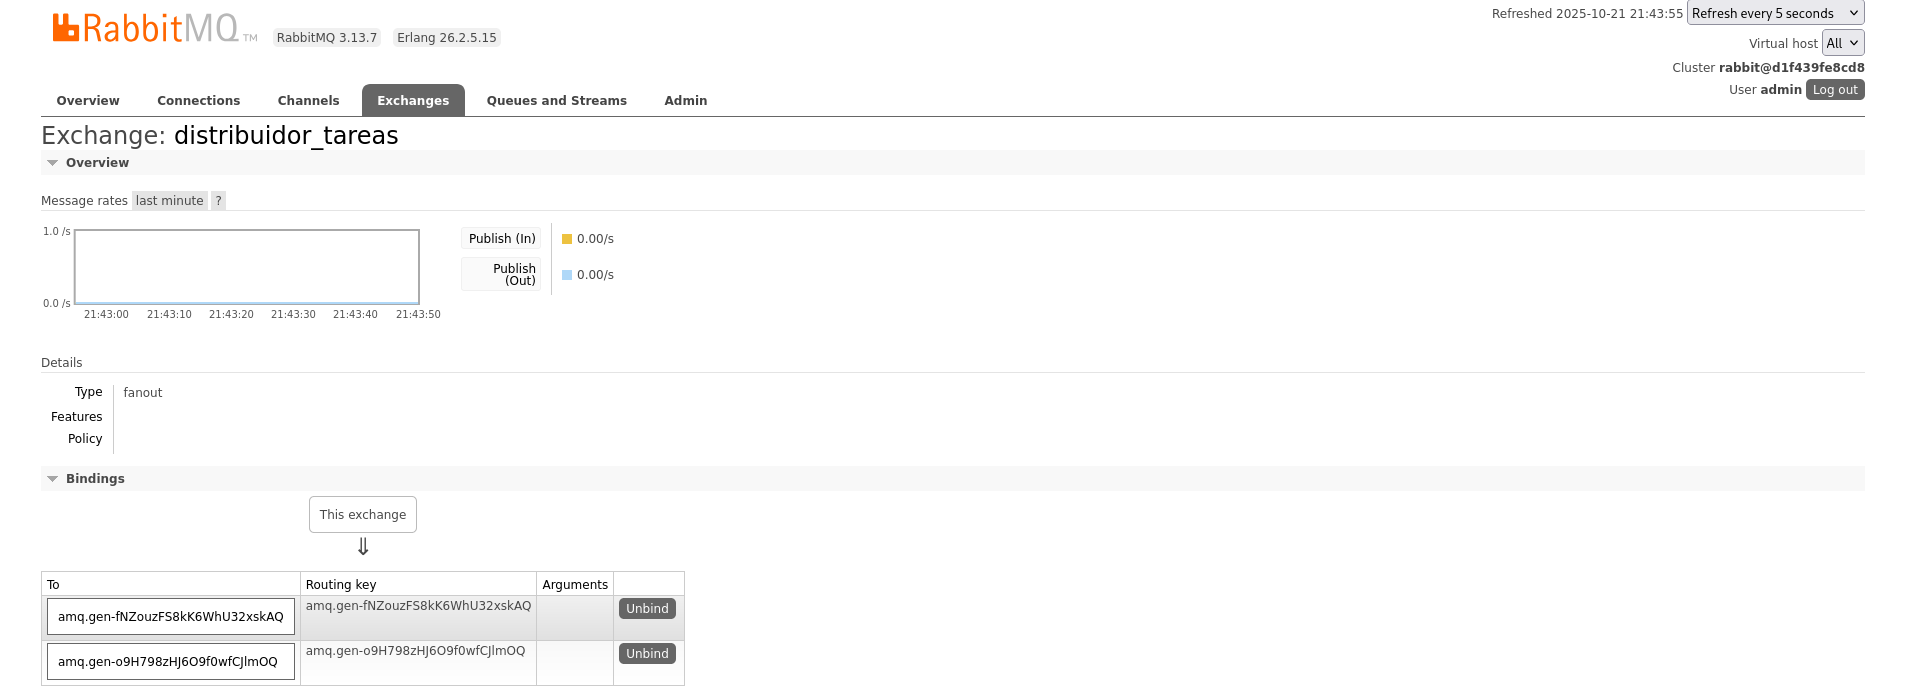 RabbitMQ TM RabbitMQ 3.13.7 Erlang 26.2.5.15
Refreshed 2025-10-21 21:43:55 Refresh every 5 seconds
Virtual host All
Cluster rabbit@d1f439fe8cd8
User admin Log out
Overview Connections Channels Exchanges Queues and Streams Admin
Exchange: distribuidor_tareas
Overview
Message rates last minute ?
1.0 /s
0.0 /s
21:43:00 21:43:10 21:43:20 21:43:30 21:43:40 21:43:50
Publish (In) 0.00/s
Publish
(Out) 0.00/s
Details
Type fanout
Features
Policy
Bindings
This exchange
⇓
To Routing key Arguments
amq.gen-fNZouzFS8kK6WhU32xskAQ amq.gen-fNZouzFS8kK6WhU32xskAQ Unbind
amq.gen-o9H798zHJ6O9f0wfCJlmOQ amq.gen-o9H798zHJ6O9f0wfCJlmOQ Unbind